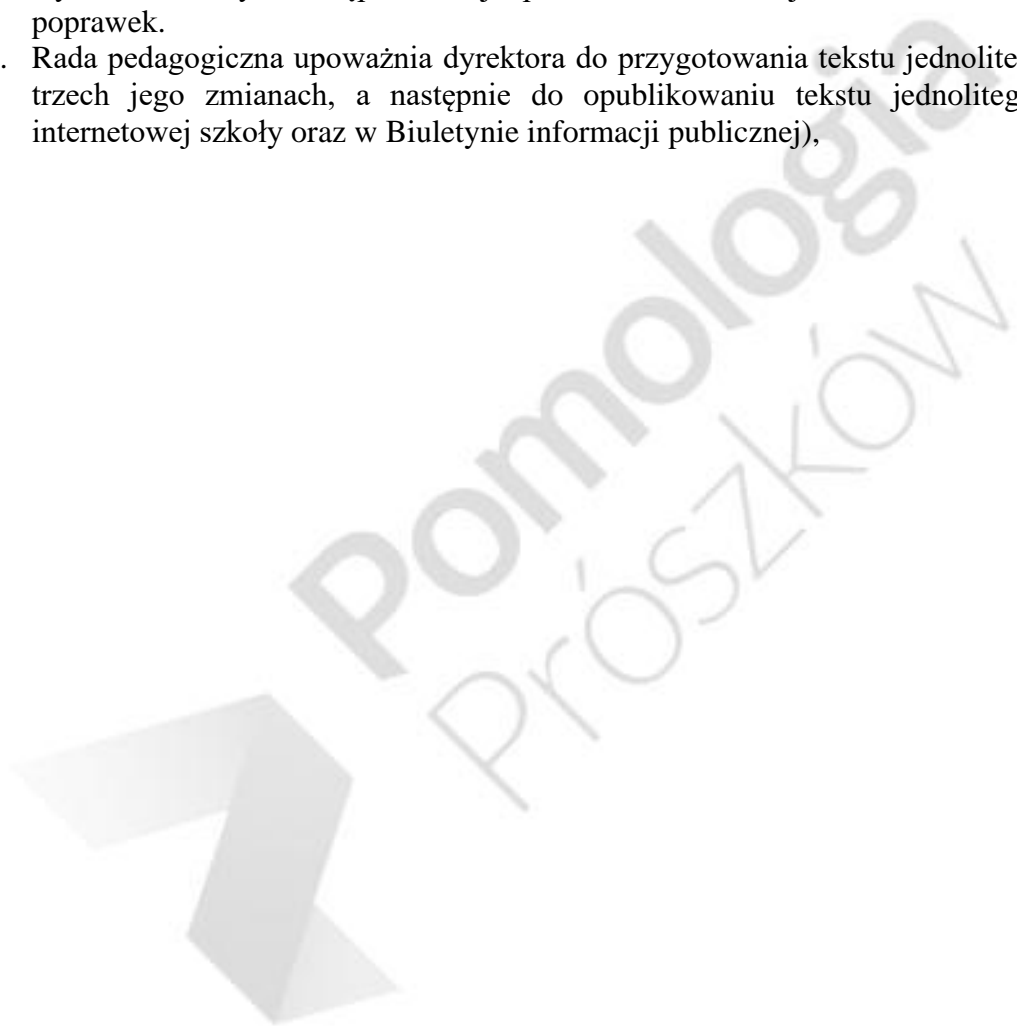 poprawek.
. Rada pedagogiczna upoważnia dyrektora do przygotowania tekstu jednolite
trzech jego zmianach, a następnie do opublikowaniu tekstu jednoliteg
internetowej szkoły oraz w Biuletynie informacji publicznej),
Pomologia
Prószków